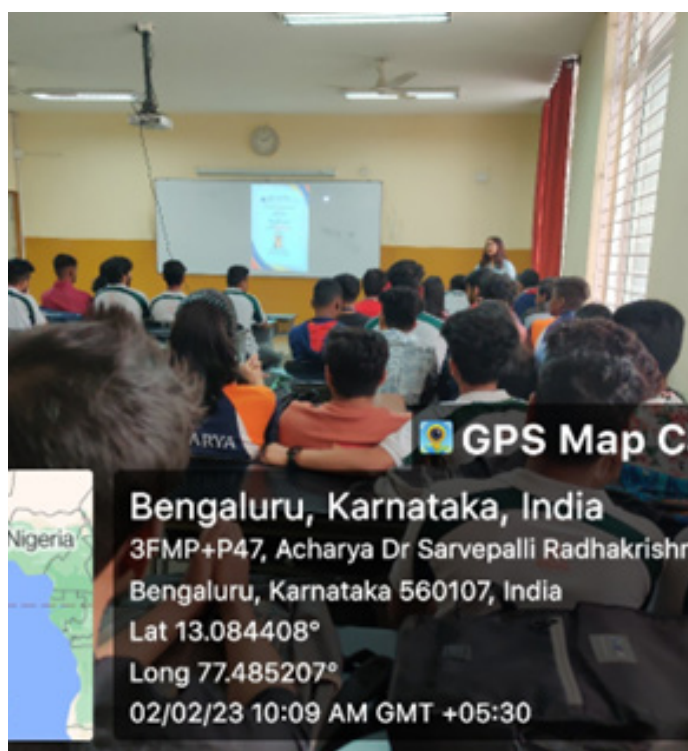 ARYA
GPS Map C
Nigeria
Bengaluru, Karnataka, India
3FMP+P47, Acharya Dr Sarvepalli Radhakrishn
Bengaluru, Karnataka 560107, India
Lat 13.084408°
Long 77.485207°
02/02/23 10:09 AM GMT +05:30